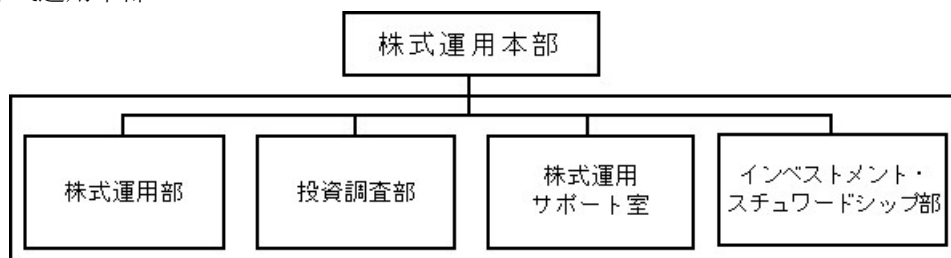 株式運用本部
株式運用部
投資調査部
株式運用
サポート室
インベストメント・
スチュワードシップ部